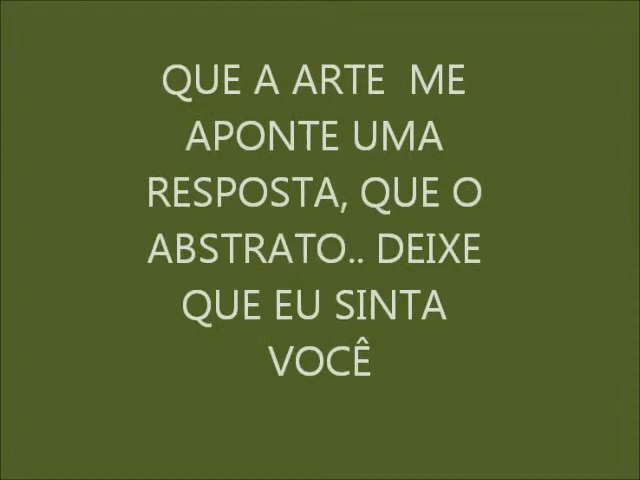 QUE A ARTE  ME
APONTE UMA
RESPOSTA, QUE O
ABSTRATO.. DEIXE
QUE EU SINTA
VOCÊ